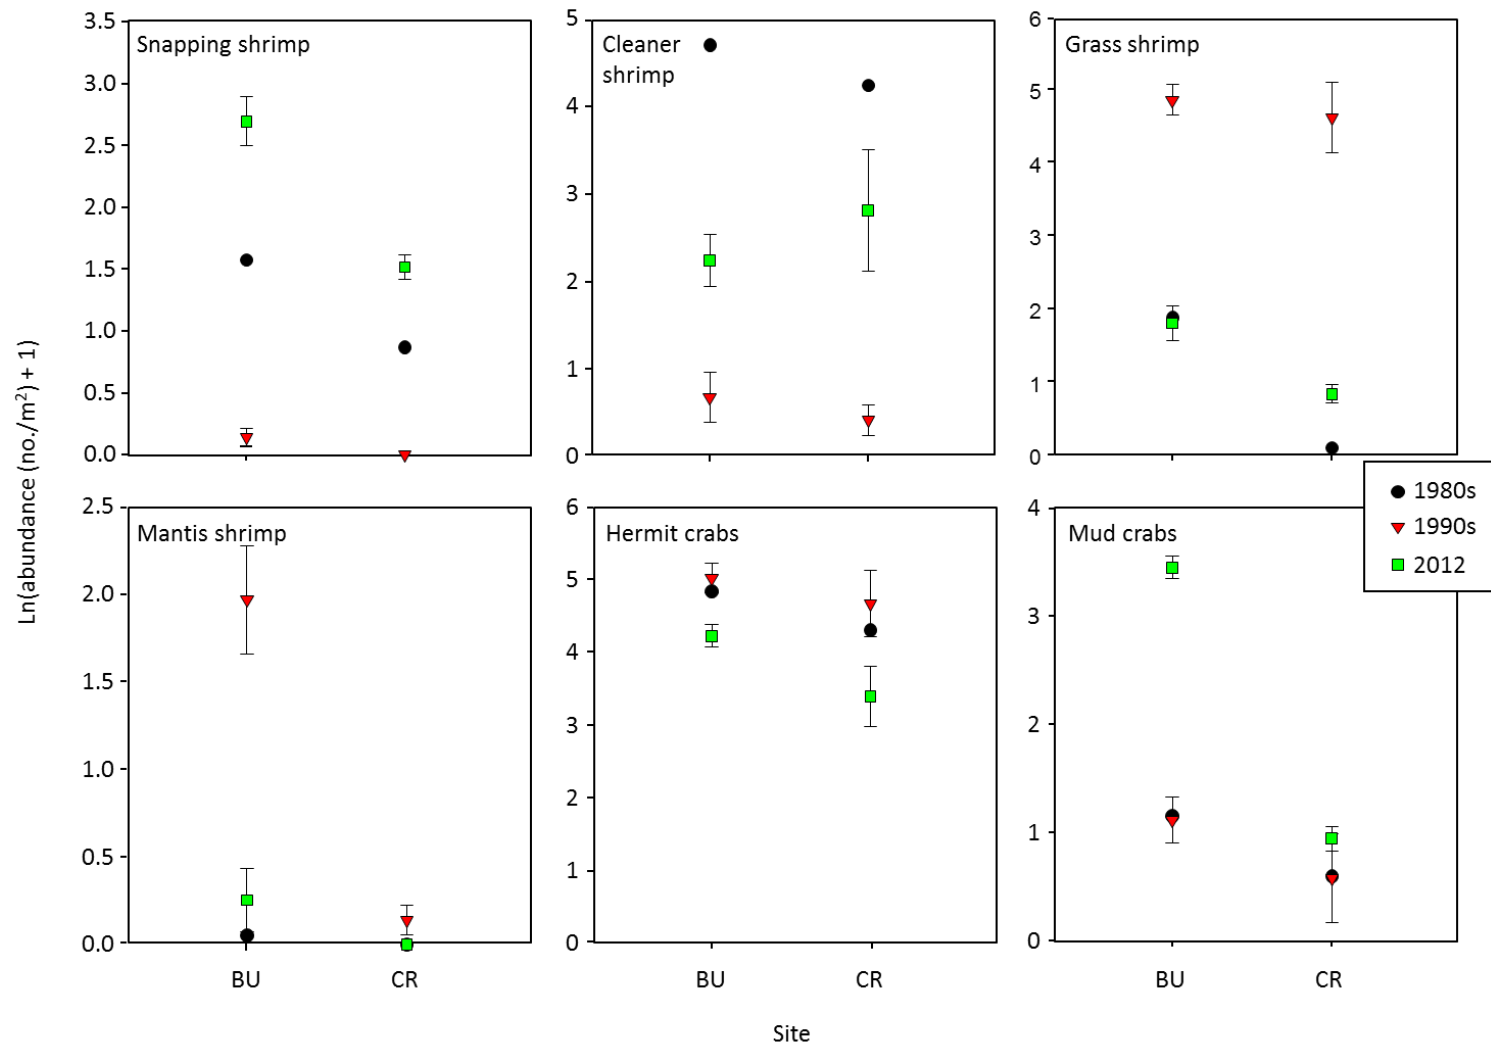 Ln(abundance (no./m²) + 1)
Snapping shrimp
3.5
3.0
2.5
2.0
1.5
1.0
0.5
0.0
Cleaner
shrimp
5
4
3
2
1
0
Grass shrimp
6
5
4
3
2
1
0
1980s
1990s
2012
Mantis shrimp
2.5
2.0
1.5
1.0
0.5
0.0
BU CR
Hermit crabs
6
5
4
3
2
1
0
BU CR
Mud crabs
4
3
2
1
0
BU CR
Site